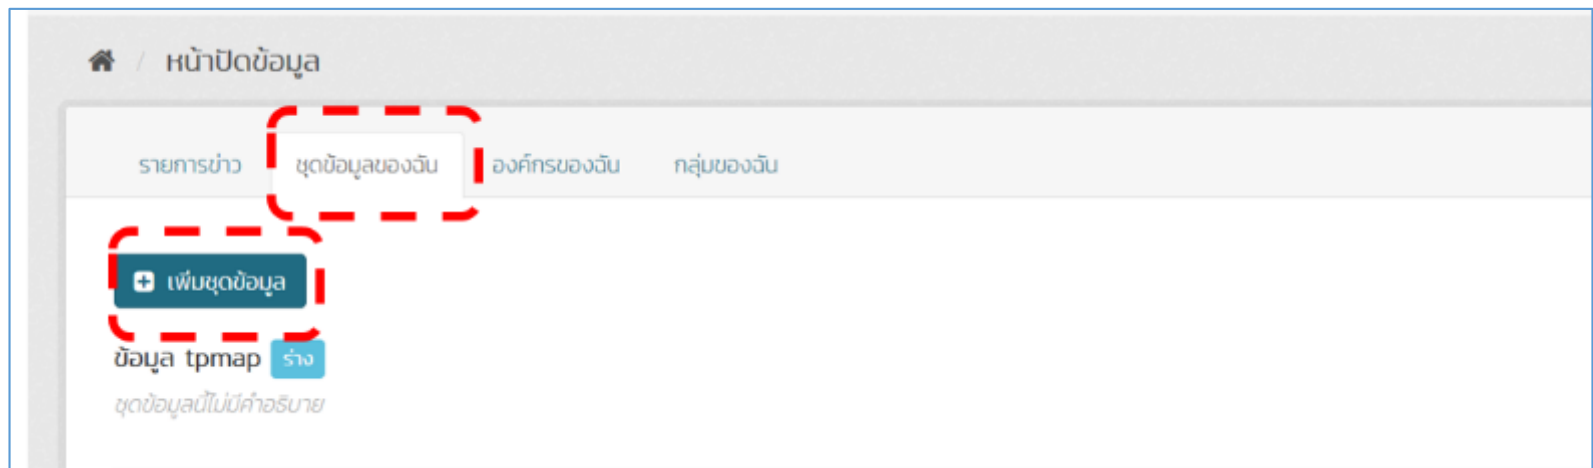 / หน้าปัดข้อมูล
รายการข่าว ชุดข้อมูลของฉัน องค์กรของฉัน กลุ่มของฉัน
เพิ่มชุดข้อมูล
ข้อมูล tpmap ร่าง
ชุดข้อมูลนี้ไม่มีคำอธิบาย